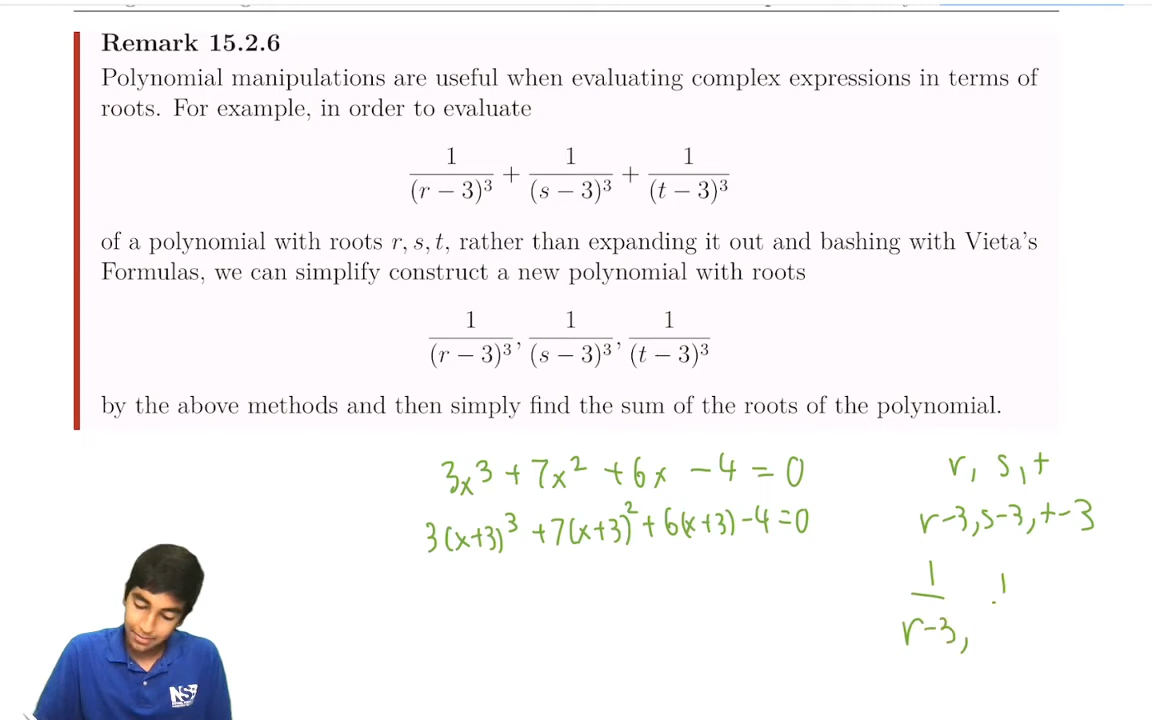 Remark 15.2.6
Polynomial manipulations are useful when evaluating complex expressions in terms of
roots. For example, in order to evaluate
1/(r − 3)³ + 1/(s − 3)³ + 1/(t − 3)³
of a polynomial with roots r, s, t, rather than expanding it out and bashing with Vieta's
Formulas, we can simplify construct a new polynomial with roots
1/(r − 3)³, 1/(s − 3)³, 1/(t − 3)³
by the above methods and then simply find the sum of the roots of the polynomial.
3x³ + 7x² + 6x − 4 = 0
r, s, t
3(x+3)³ + 7(x+3)² + 6(x+3) − 4 = 0
r−3, s−3, t−3
1/(r−3),
NS